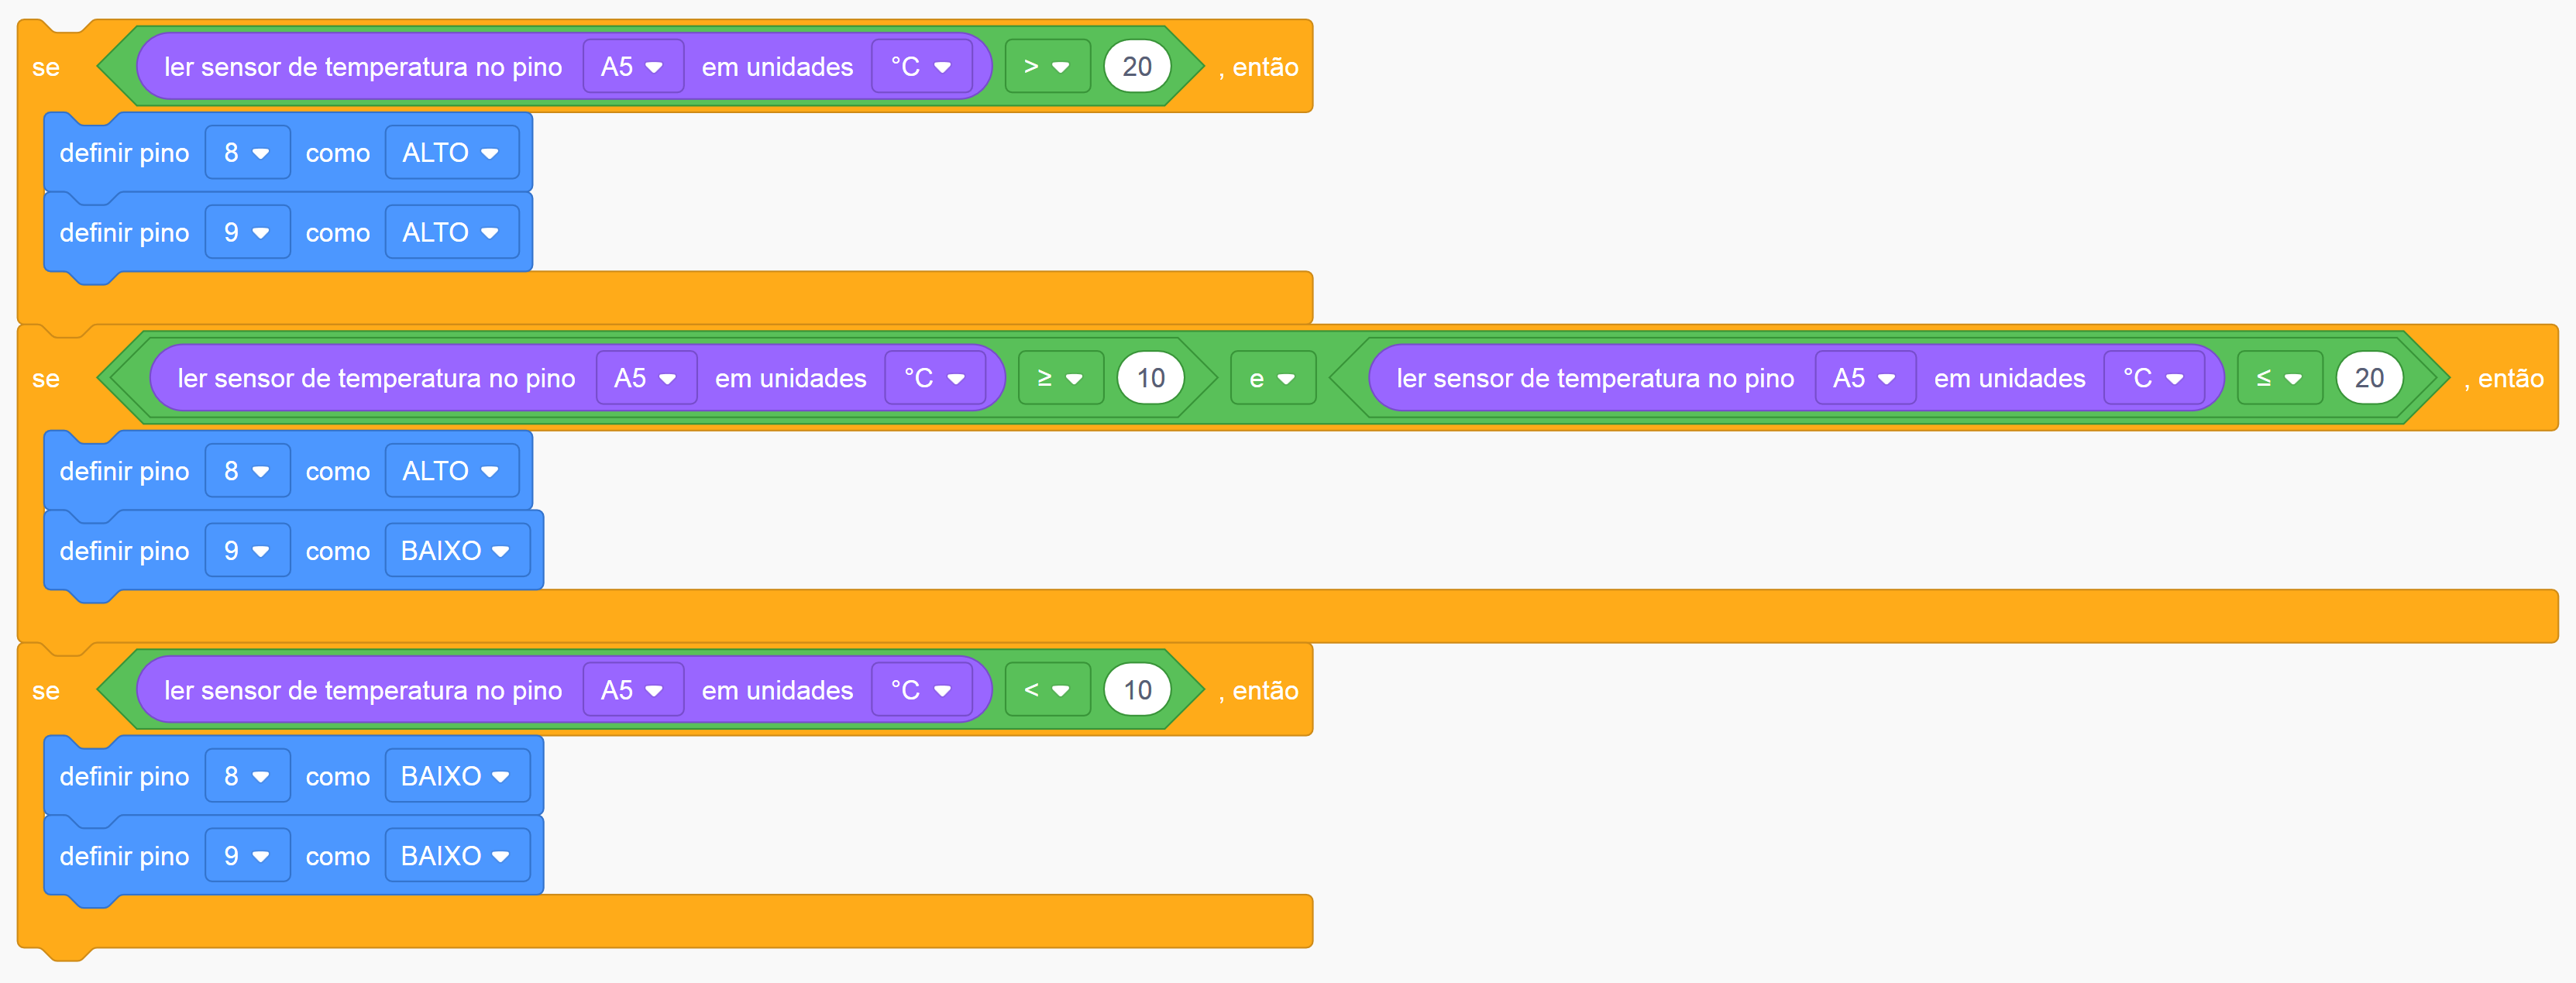 se ler sensor de temperatura no pino A5 em unidades °C > 20 , então
definir pino 8 como ALTO
definir pino 9 como ALTO
se ler sensor de temperatura no pino A5 em unidades °C ≥ 10 e ler sensor de temperatura no pino A5 em unidades °C ≤ 20 , então
definir pino 8 como ALTO
definir pino 9 como BAIXO
se ler sensor de temperatura no pino A5 em unidades °C < 10 , então
definir pino 8 como BAIXO
definir pino 9 como BAIXO